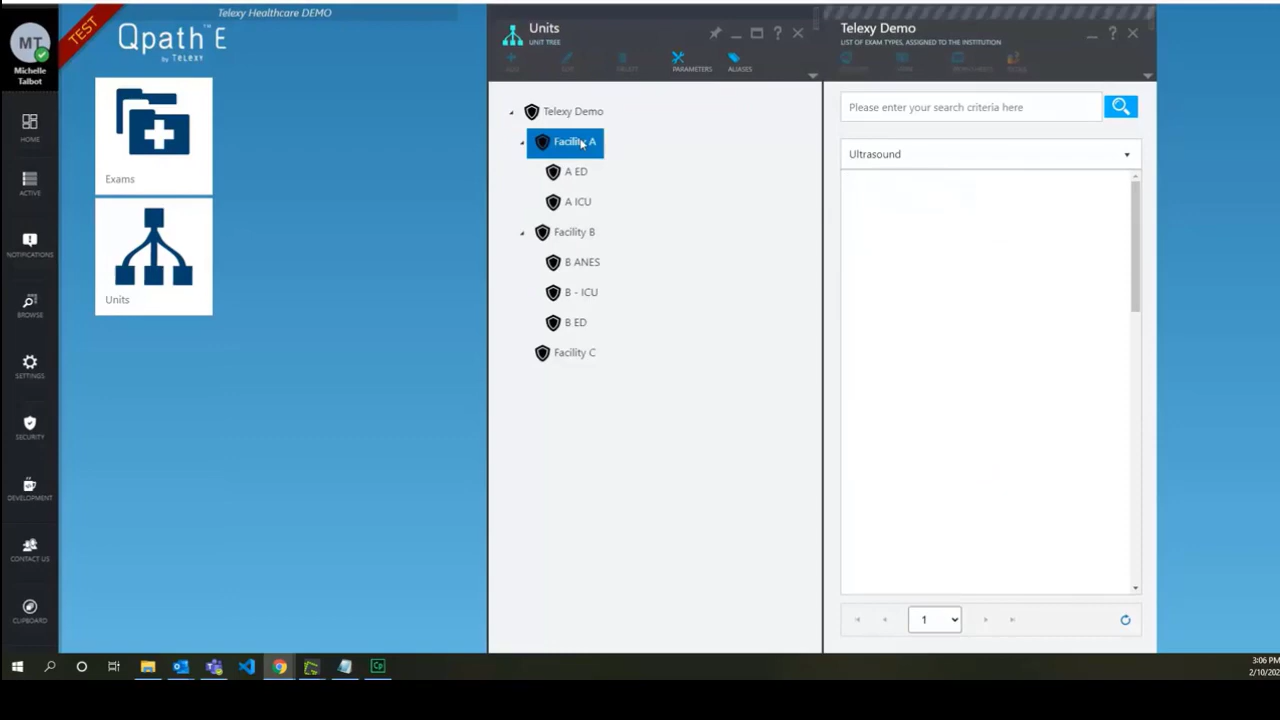 Telexy Healthcare DEMO
TEST
MT
Michelle
Talbot
Qpath™E
by TELEXY
HOME
ACTIVE
NOTIFICATIONS
BROWSE
SETTINGS
SECURITY
DEVELOPMENT
CONTACT US
CLIPBOARD
Exams
Units
Units
UNIT TREE
PARAMETERS
ALIASES
Telexy Demo
Facility A
A ED
A ICU
Facility B
B ANES
B - ICU
B ED
Facility C
Telexy Demo
LIST OF EXAM TYPES, ASSIGNED TO THE INSTITUTION
Please enter your search criteria here
Ultrasound
1
Cp
3:06 PM